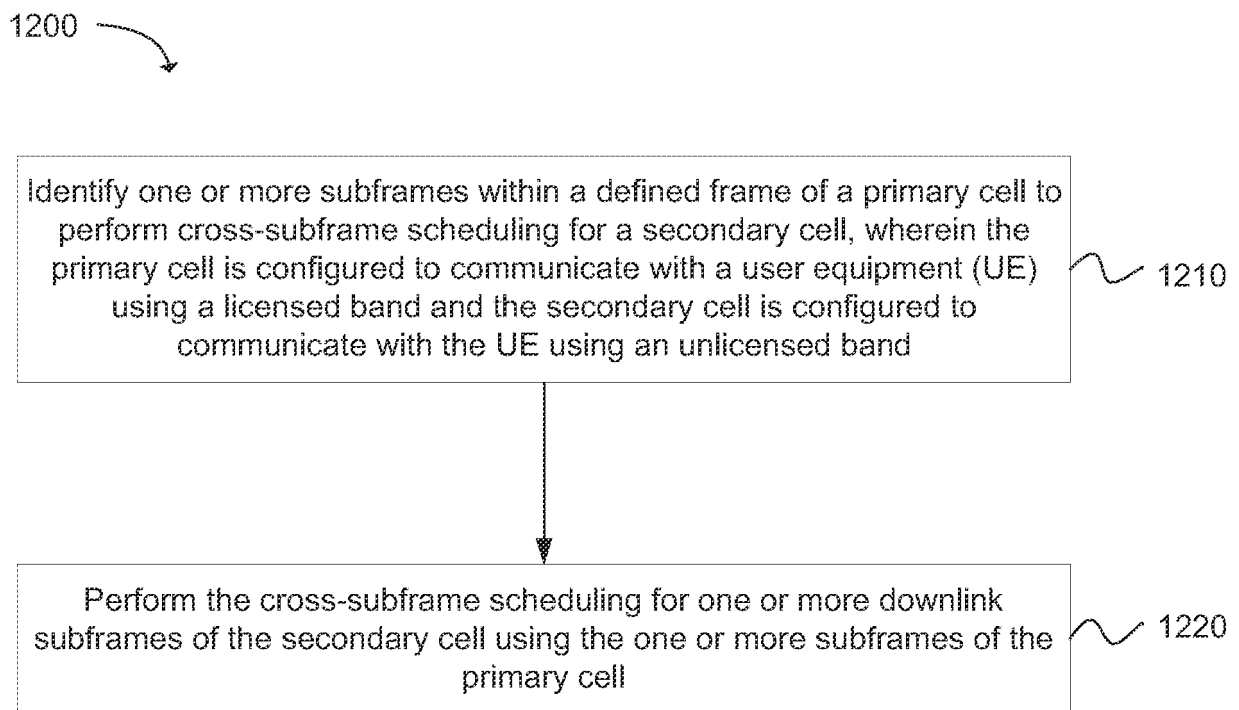 1200
Identify one or more subframes within a defined frame of a primary cell to
perform cross-subframe scheduling for a secondary cell, wherein the
primary cell is configured to communicate with a user equipment (UE)
using a licensed band and the secondary cell is configured to
communicate with the UE using an unlicensed band
1210
Perform the cross-subframe scheduling for one or more downlink
subframes of the secondary cell using the one or more subframes of the
primary cell
1220